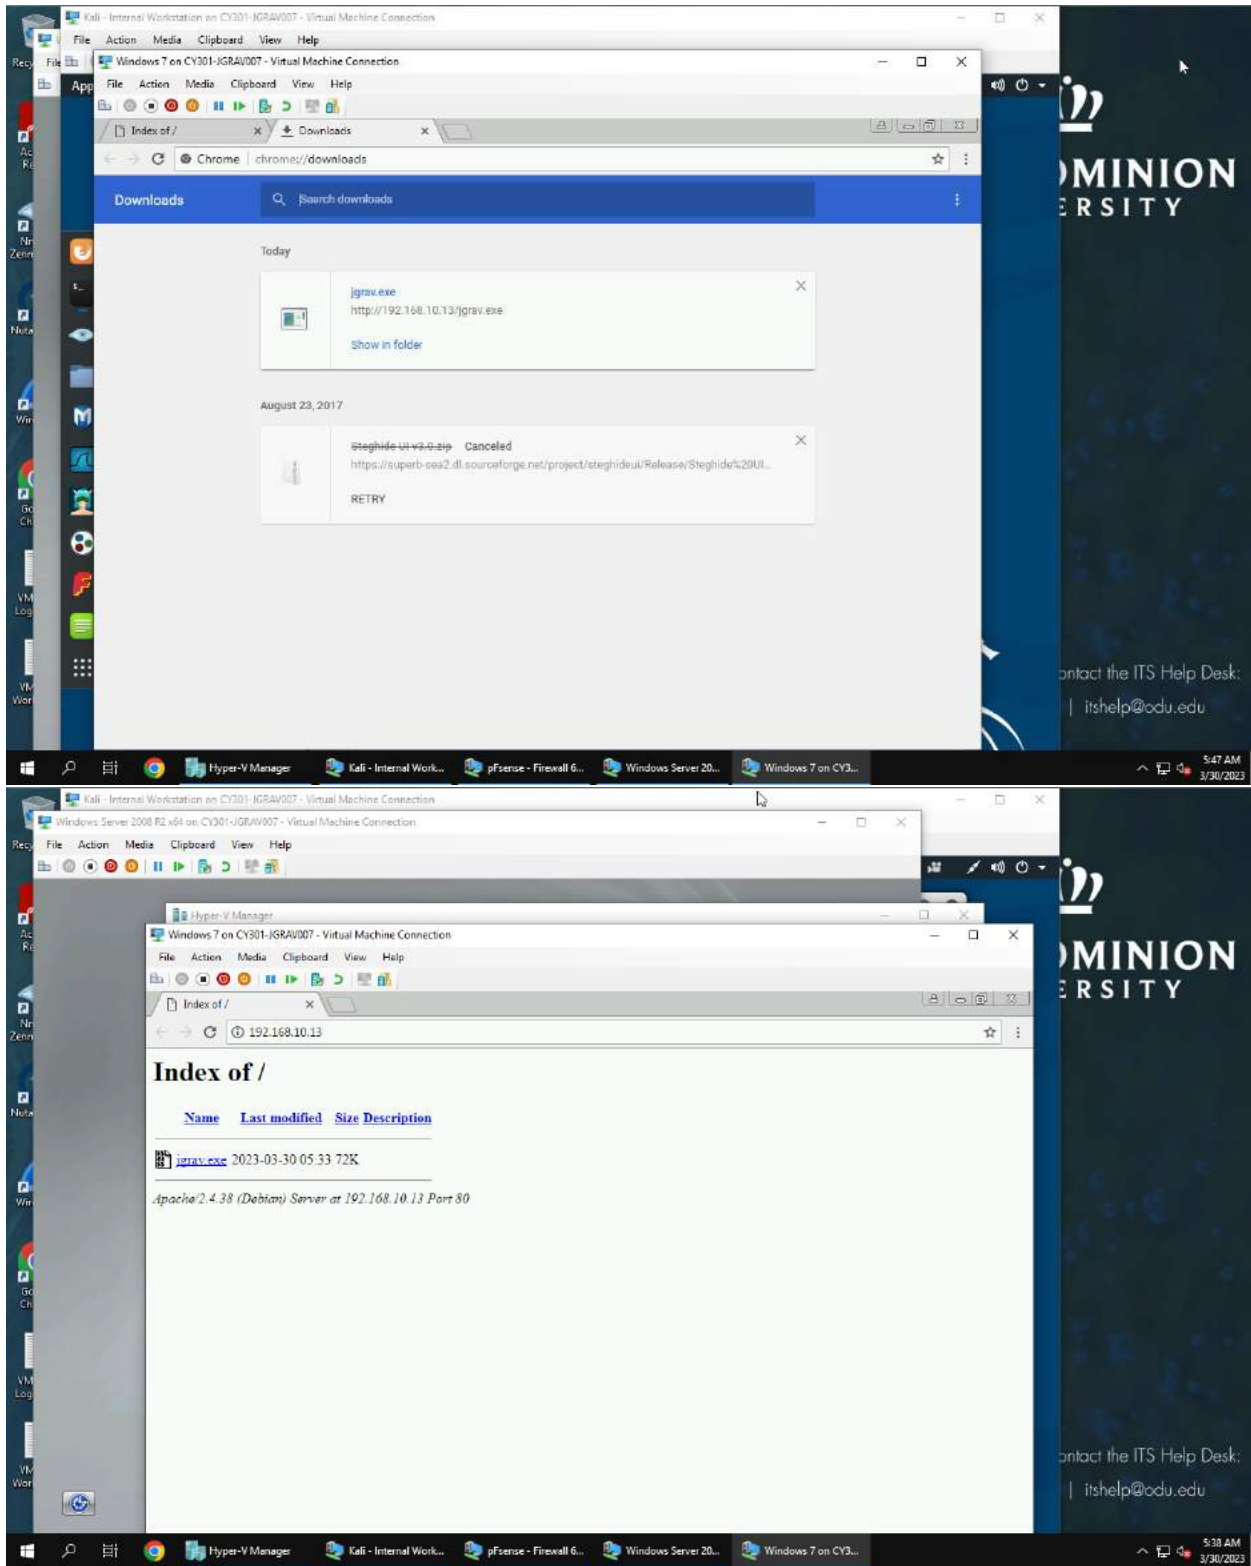 Kali - Internal Workstation on CY301-JGRAV007 - Virtual Machine Connection
File Action Media Clipboard View Help
Windows 7 on CY301-JGRAV007 - Virtual Machine Connection
File Action Media Clipboard View Help
Index of / Downloads
Chrome chrome://downloads
Downloads Search downloads
Today
jgrav.exe
http://192.168.10.13/jgrav.exe
Show in folder
August 23, 2017
Steghide UI v3.0.zip Canceled
https://superb-sea2.dl.sourceforge.net/project/steghideui/Release/Steghide%20UI...
RETRY
MINION
ERSITY
ontact the ITS Help Desk:
| itshelp@odu.edu
Hyper-V Manager Kali - Internal Work... pFsense - Firewall 6... Windows Server 20... Windows 7 on CY3...
5:47 AM
3/30/2023
Kali - Internal Workstation on CY301-JGRAV007 - Virtual Machine Connection
Windows Server 2008 R2 x64 on CY301-JGRAV007 - Virtual Machine Connection
File Action Media Clipboard View Help
Hyper-V Manager
Windows 7 on CY301-JGRAV007 - Virtual Machine Connection
File Action Media Clipboard View Help
Index of /
192.168.10.13
Index of /
Name Last modified Size Description
jgrav.exe 2023-03-30 05:33 72K
Apache/2.4.38 (Debian) Server at 192.168.10.13 Port 80
MINION
ERSITY
ontact the ITS Help Desk:
| itshelp@odu.edu
Hyper-V Manager Kali - Internal Work... pFsense - Firewall 6... Windows Server 20... Windows 7 on CY3...
5:38 AM
3/30/2023